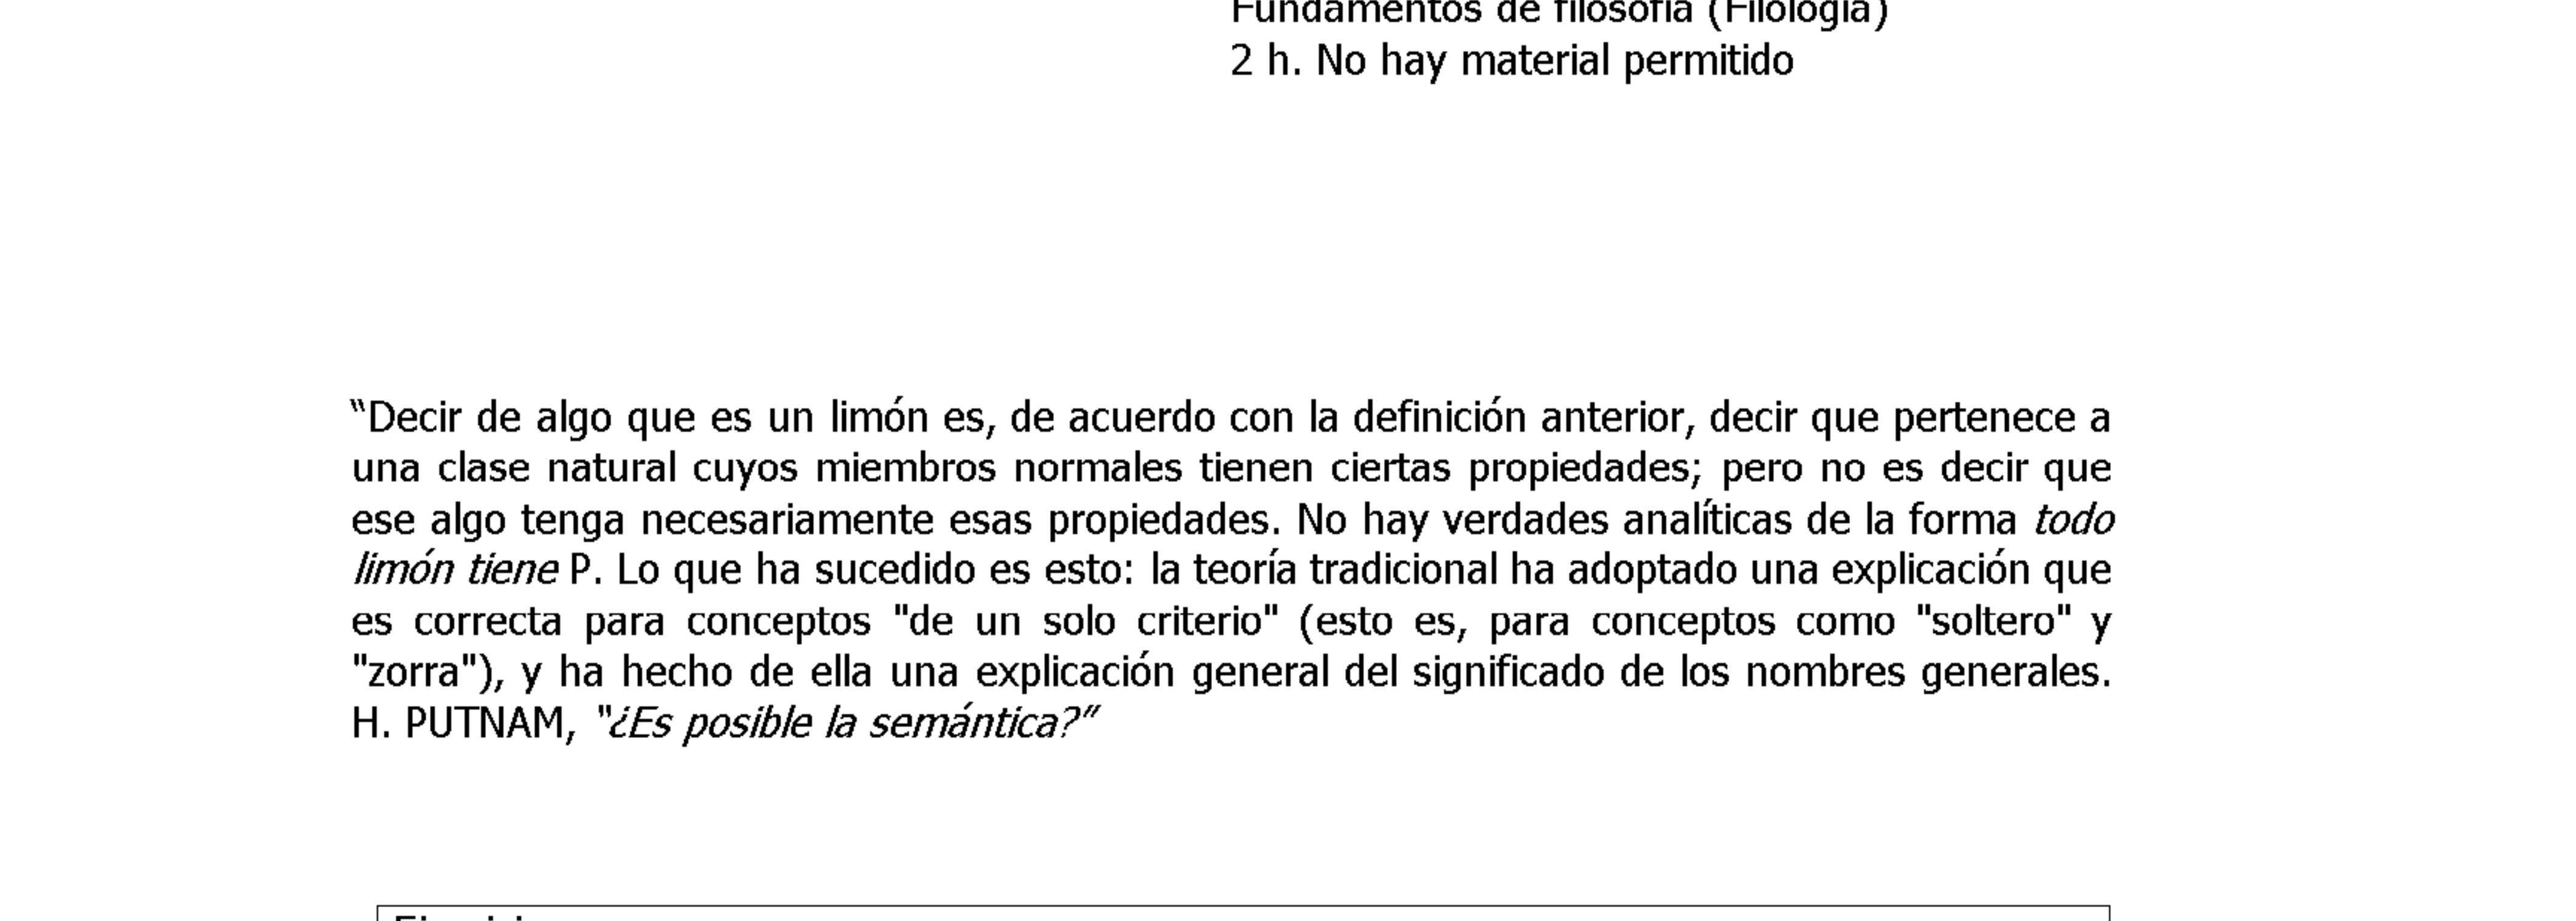 Fundamentos de filosofía (Filología)
2 h. No hay material permitido
“Decir de algo que es un limón es, de acuerdo con la definición anterior, decir que pertenece a
una clase natural cuyos miembros normales tienen ciertas propiedades; pero no es decir que
ese algo tenga necesariamente esas propiedades. No hay verdades analíticas de la forma todo
limón tiene P. Lo que ha sucedido es esto: la teoría tradicional ha adoptado una explicación que
es correcta para conceptos "de un solo criterio" (esto es, para conceptos como "soltero" y
"zorra"), y ha hecho de ella una explicación general del significado de los nombres generales.
H. PUTNAM, “¿Es posible la semántica?”